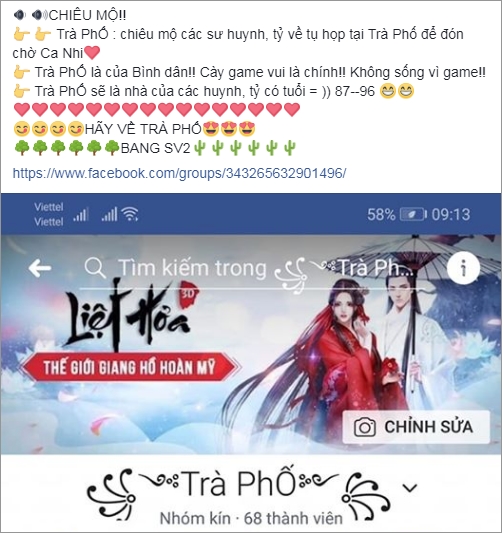 🔈 🔊CHIÊU MỘ!!
👉 👉 Trà PhỐ : chiêu mộ các sư huynh, tỷ về tụ họp tại Trà Phố để đón
chờ Ca Nhi❤
👉 Trà PhỐ là của Bình dân!! Cày game vui là chính!! Không sống vì game!!
👉 Trà PhỐ sẽ là nhà của các huynh, tỷ có tuổi = )) 87--96 😁😁
❤❤❤❤❤❤❤❤❤❤❤❤❤❤❤❤
😋😋😋😋HÃY VỀ TRÀ PHỐ😍😍😍
🌳🌳🌳🌳🌳🌳BANG SV2🌵🌵🌵🌵🌵🌵
https://www.facebook.com/groups/343265632901496/
Viettel
Viettel
58% 09:13
Tìm kiếm trong ꧁༺Trà Ph...
Liệt Hỏa 3D
THẾ GIỚI GIANG HỒ HOÀN MỸ
CHỈNH SỬA
꧁༺Trà PhỐ༻꧂
Nhóm kín · 68 thành viên